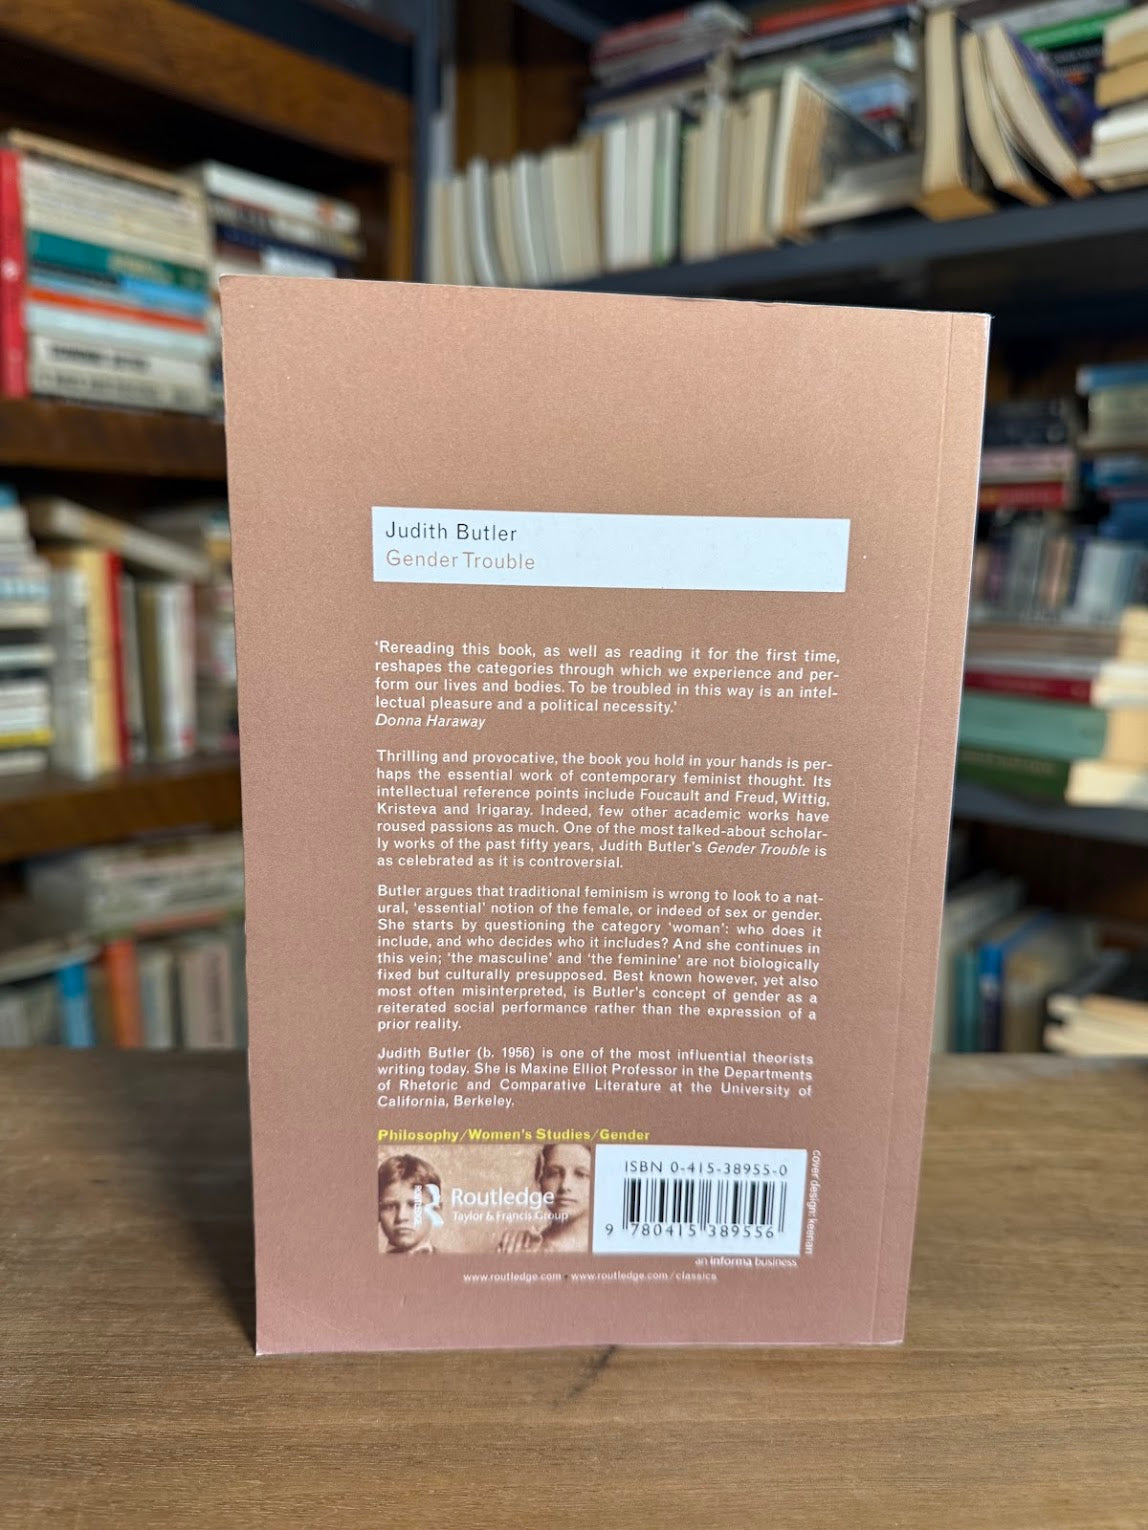 Judith Butler
Gender Trouble
‘Rereading this book, as well as reading it for the first time,
reshapes the categories through which we experience and per-
form our lives and bodies. To be troubled in this way is an intel-
lectual pleasure and a political necessity.’
Donna Haraway
Thrilling and provocative, the book you hold in your hands is per-
haps the essential work of contemporary feminist thought. Its
intellectual reference points include Foucault and Freud, Wittig,
Kristeva and Irigaray. Indeed, few other academic works have
roused passions as much. One of the most talked-about scholar-
ly works of the past fifty years, Judith Butler’s Gender Trouble is
as celebrated as it is controversial.
Butler argues that traditional feminism is wrong to look to a nat-
ural, ‘essential’ notion of the female, or indeed of sex or gender.
She starts by questioning the category ‘woman’: who does it
include, and who decides who it includes? And she continues in
this vein; ‘the masculine’ and ‘the feminine’ are not biologically
fixed but culturally presupposed. Best known however, yet also
most often misinterpreted, is Butler’s concept of gender as a
reiterated social performance rather than the expression of a
prior reality.
Judith Butler (b. 1956) is one of the most influential theorists
writing today. She is Maxine Elliot Professor in the Departments
of Rhetoric and Comparative Literature at the University of
California, Berkeley.
Philosophy/Women’s Studies/Gender
ROUTLEDGE
Routledge
Taylor & Francis Group
ISBN 0-415-38955-0
9 780415 389556
cover design: keenan
an informa business
www.routledge.com • www.routledge.com/classics